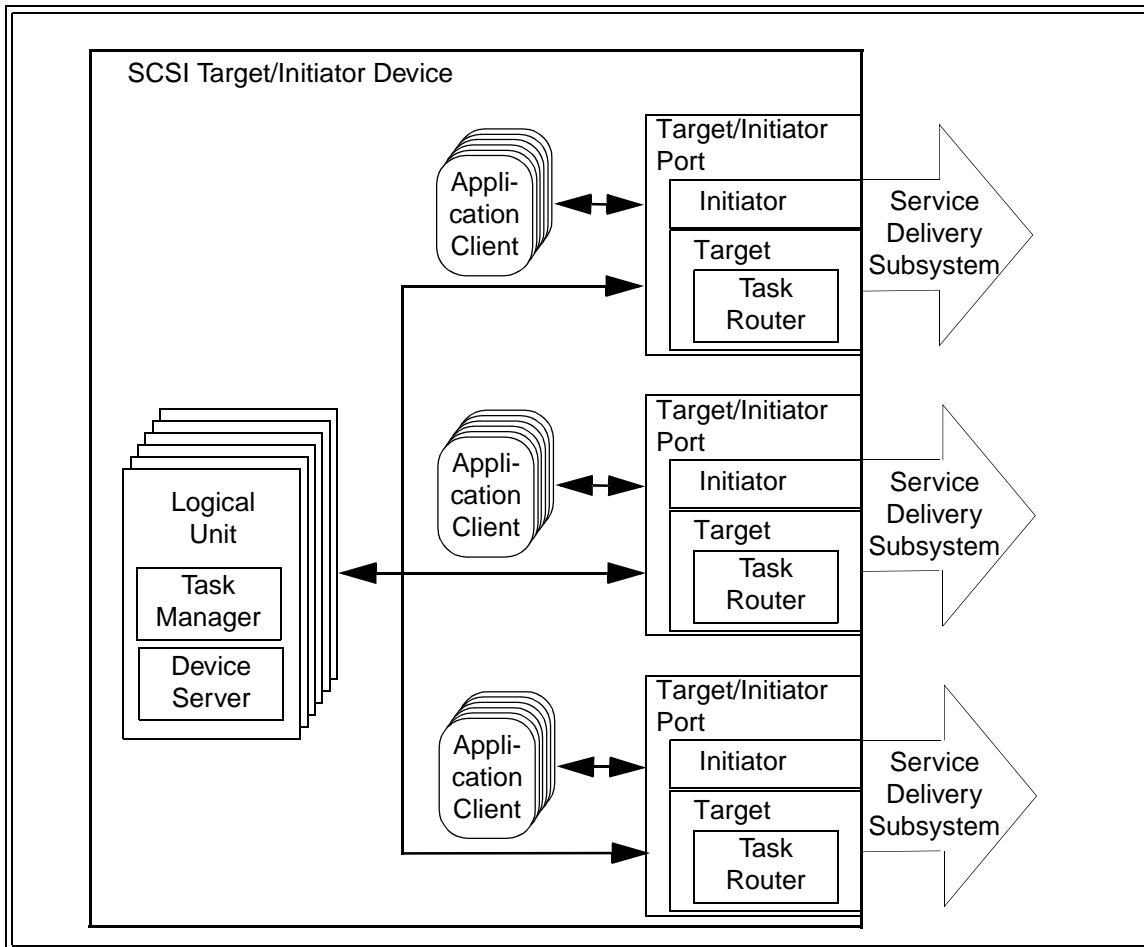 SCSI Target/Initiator Device
Target/Initiator
Port
Appli-
cation
Client
Initiator
Target
Task
Router
Service
Delivery
Subsystem
Target/Initiator
Port
Appli-
cation
Client
Initiator
Target
Task
Router
Service
Delivery
Subsystem
Logical
Unit
Task
Manager
Device
Server
Target/Initiator
Port
Appli-
cation
Client
Initiator
Target
Task
Router
Service
Delivery
Subsystem